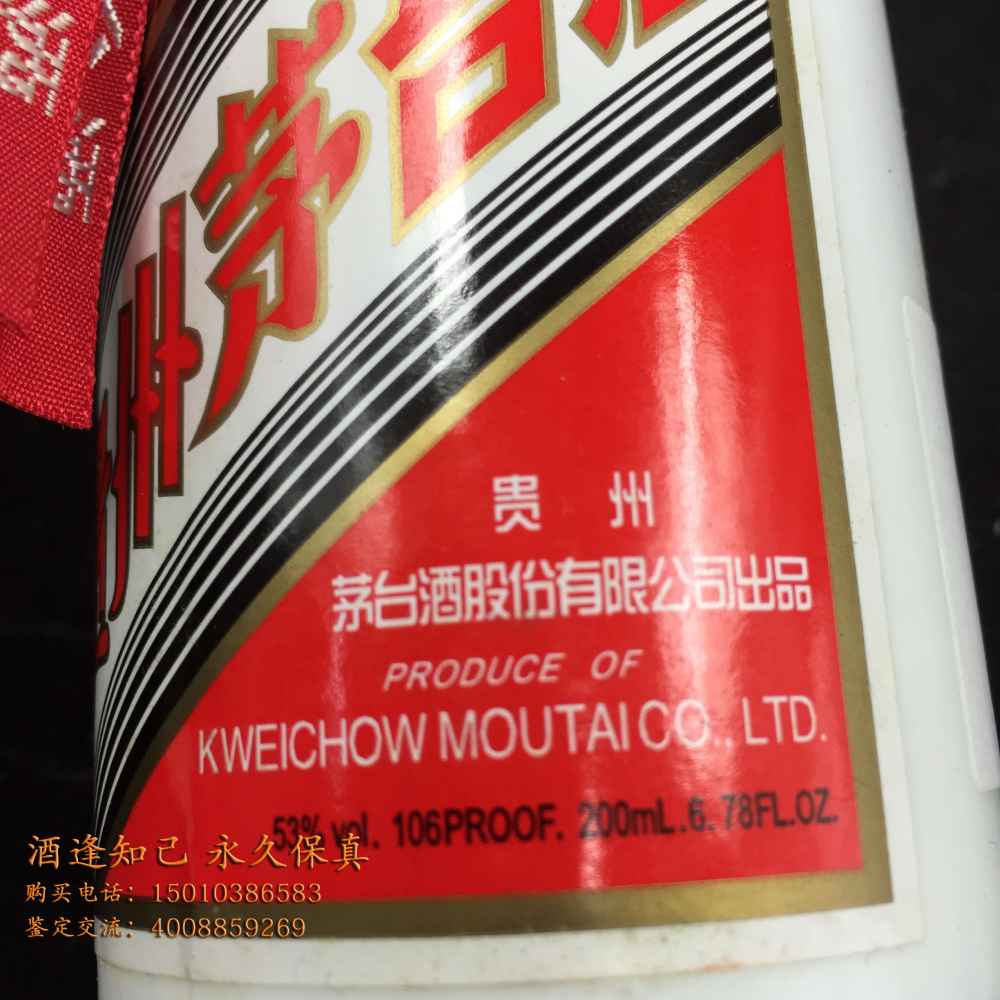 州茅台
贵 州
茅台酒股份有限公司出品
PRODUCE OF
KWEICHOW MOUTAI CO., LTD.
53% vol. 106PROOF. 200mL.6.78FL.OZ.
酒逢知己 永久保真
购买电话：15010386583
鉴定交流：4008859269